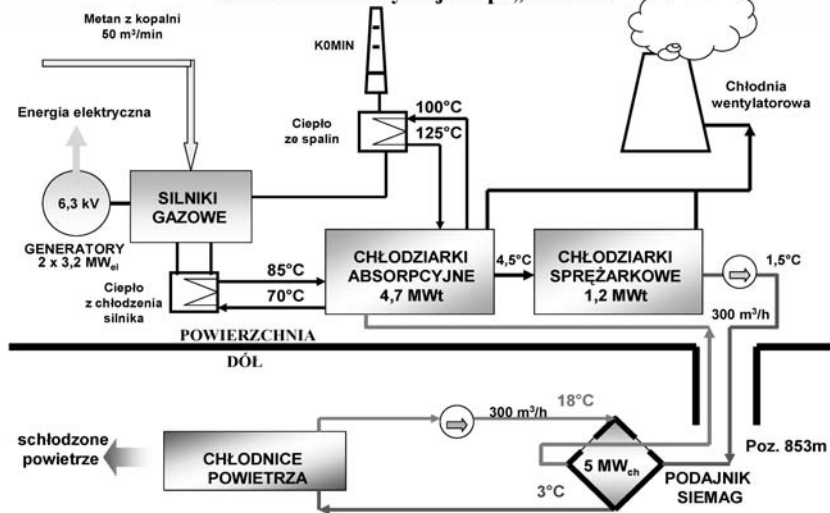 Metan z kopalni
50 m³/min
K0MIN
Chłodnia
wentylatorowa
Energia elektryczna
Ciepło
ze spalin
100°C
125°C
6,3 kV
SILNIKI
GAZOWE
GENERATORY
2 x 3,2 MWel
Ciepło
z chłodzenia
silnika
85°C
70°C
CHŁODZIARKI
ABSORPCYJNE
4,7 MWt
4,5°C
CHŁODZIARKI
SPRĘŻARKOWE
1,2 MWt
1,5°C
300 m³/h
POWIERZCHNIA
DÓŁ
schłodzone
powietrze
CHŁODNICE
POWIETRZA
300 m³/h
18°C
5 MWch
3°C
PODAJNIK
SIEMAG
Poz. 853m